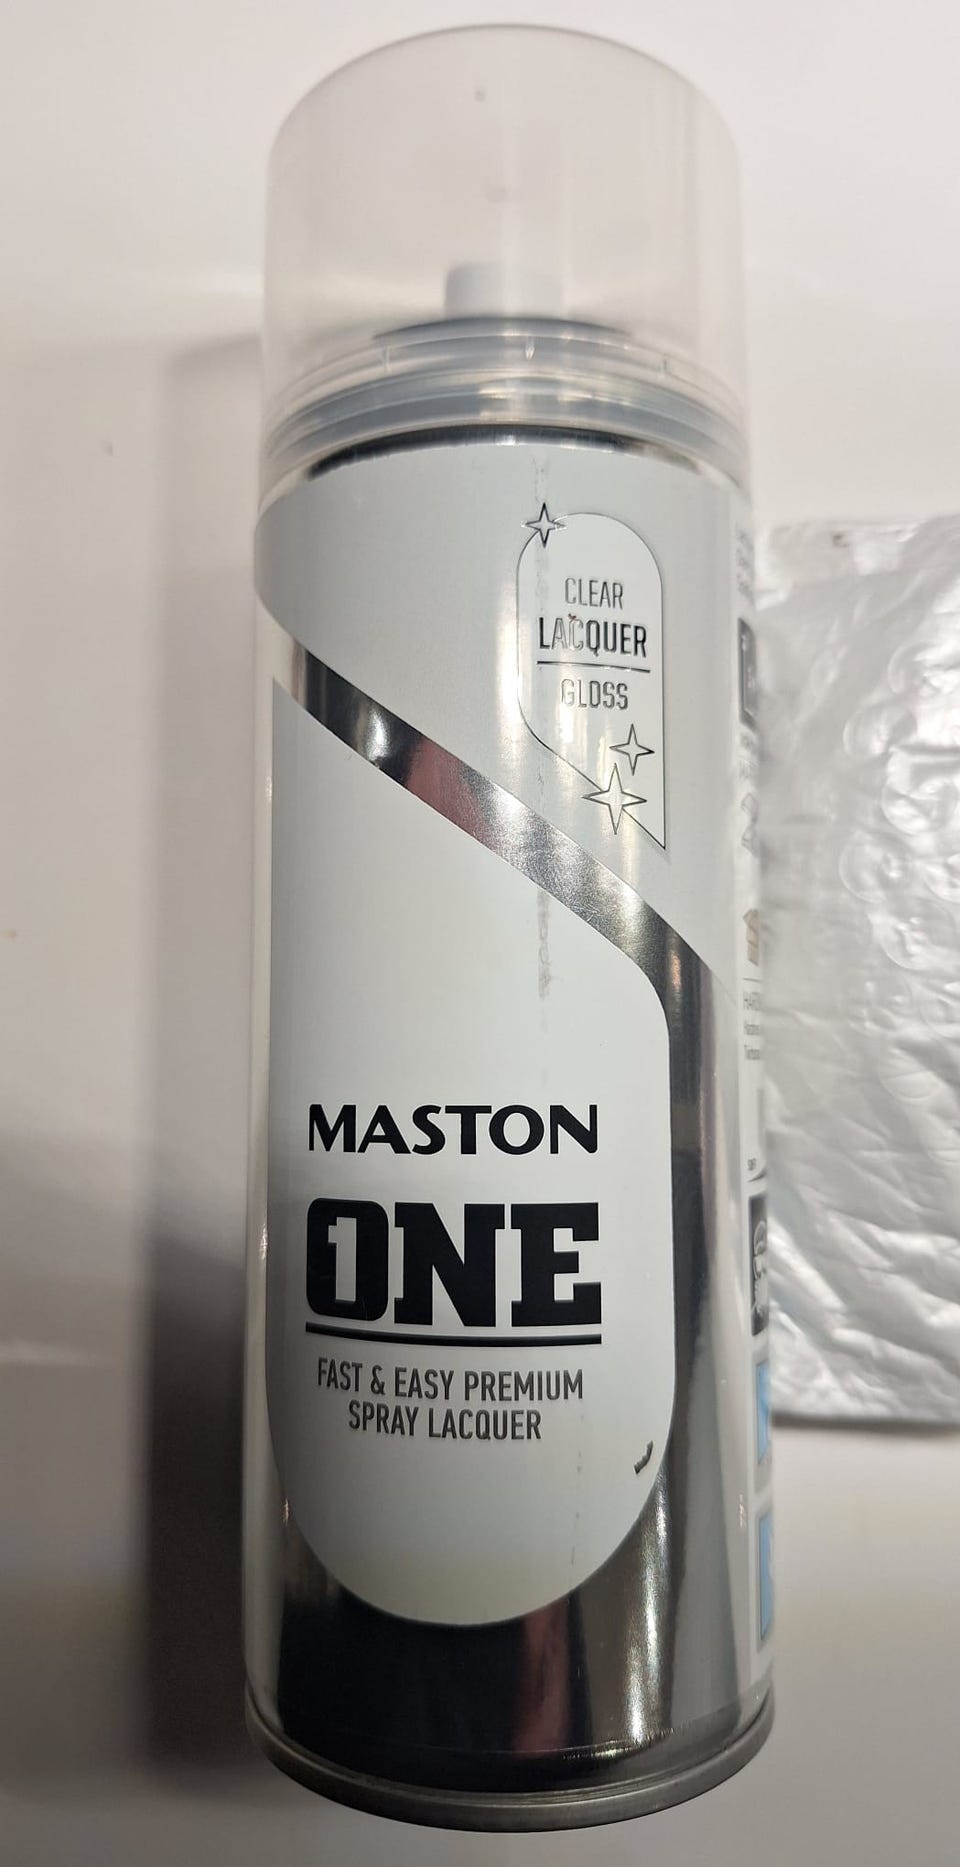 CLEAR
LACQUER
GLOSS
MASTON
ONE
FAST & EASY PREMIUM
SPRAY LACQUER